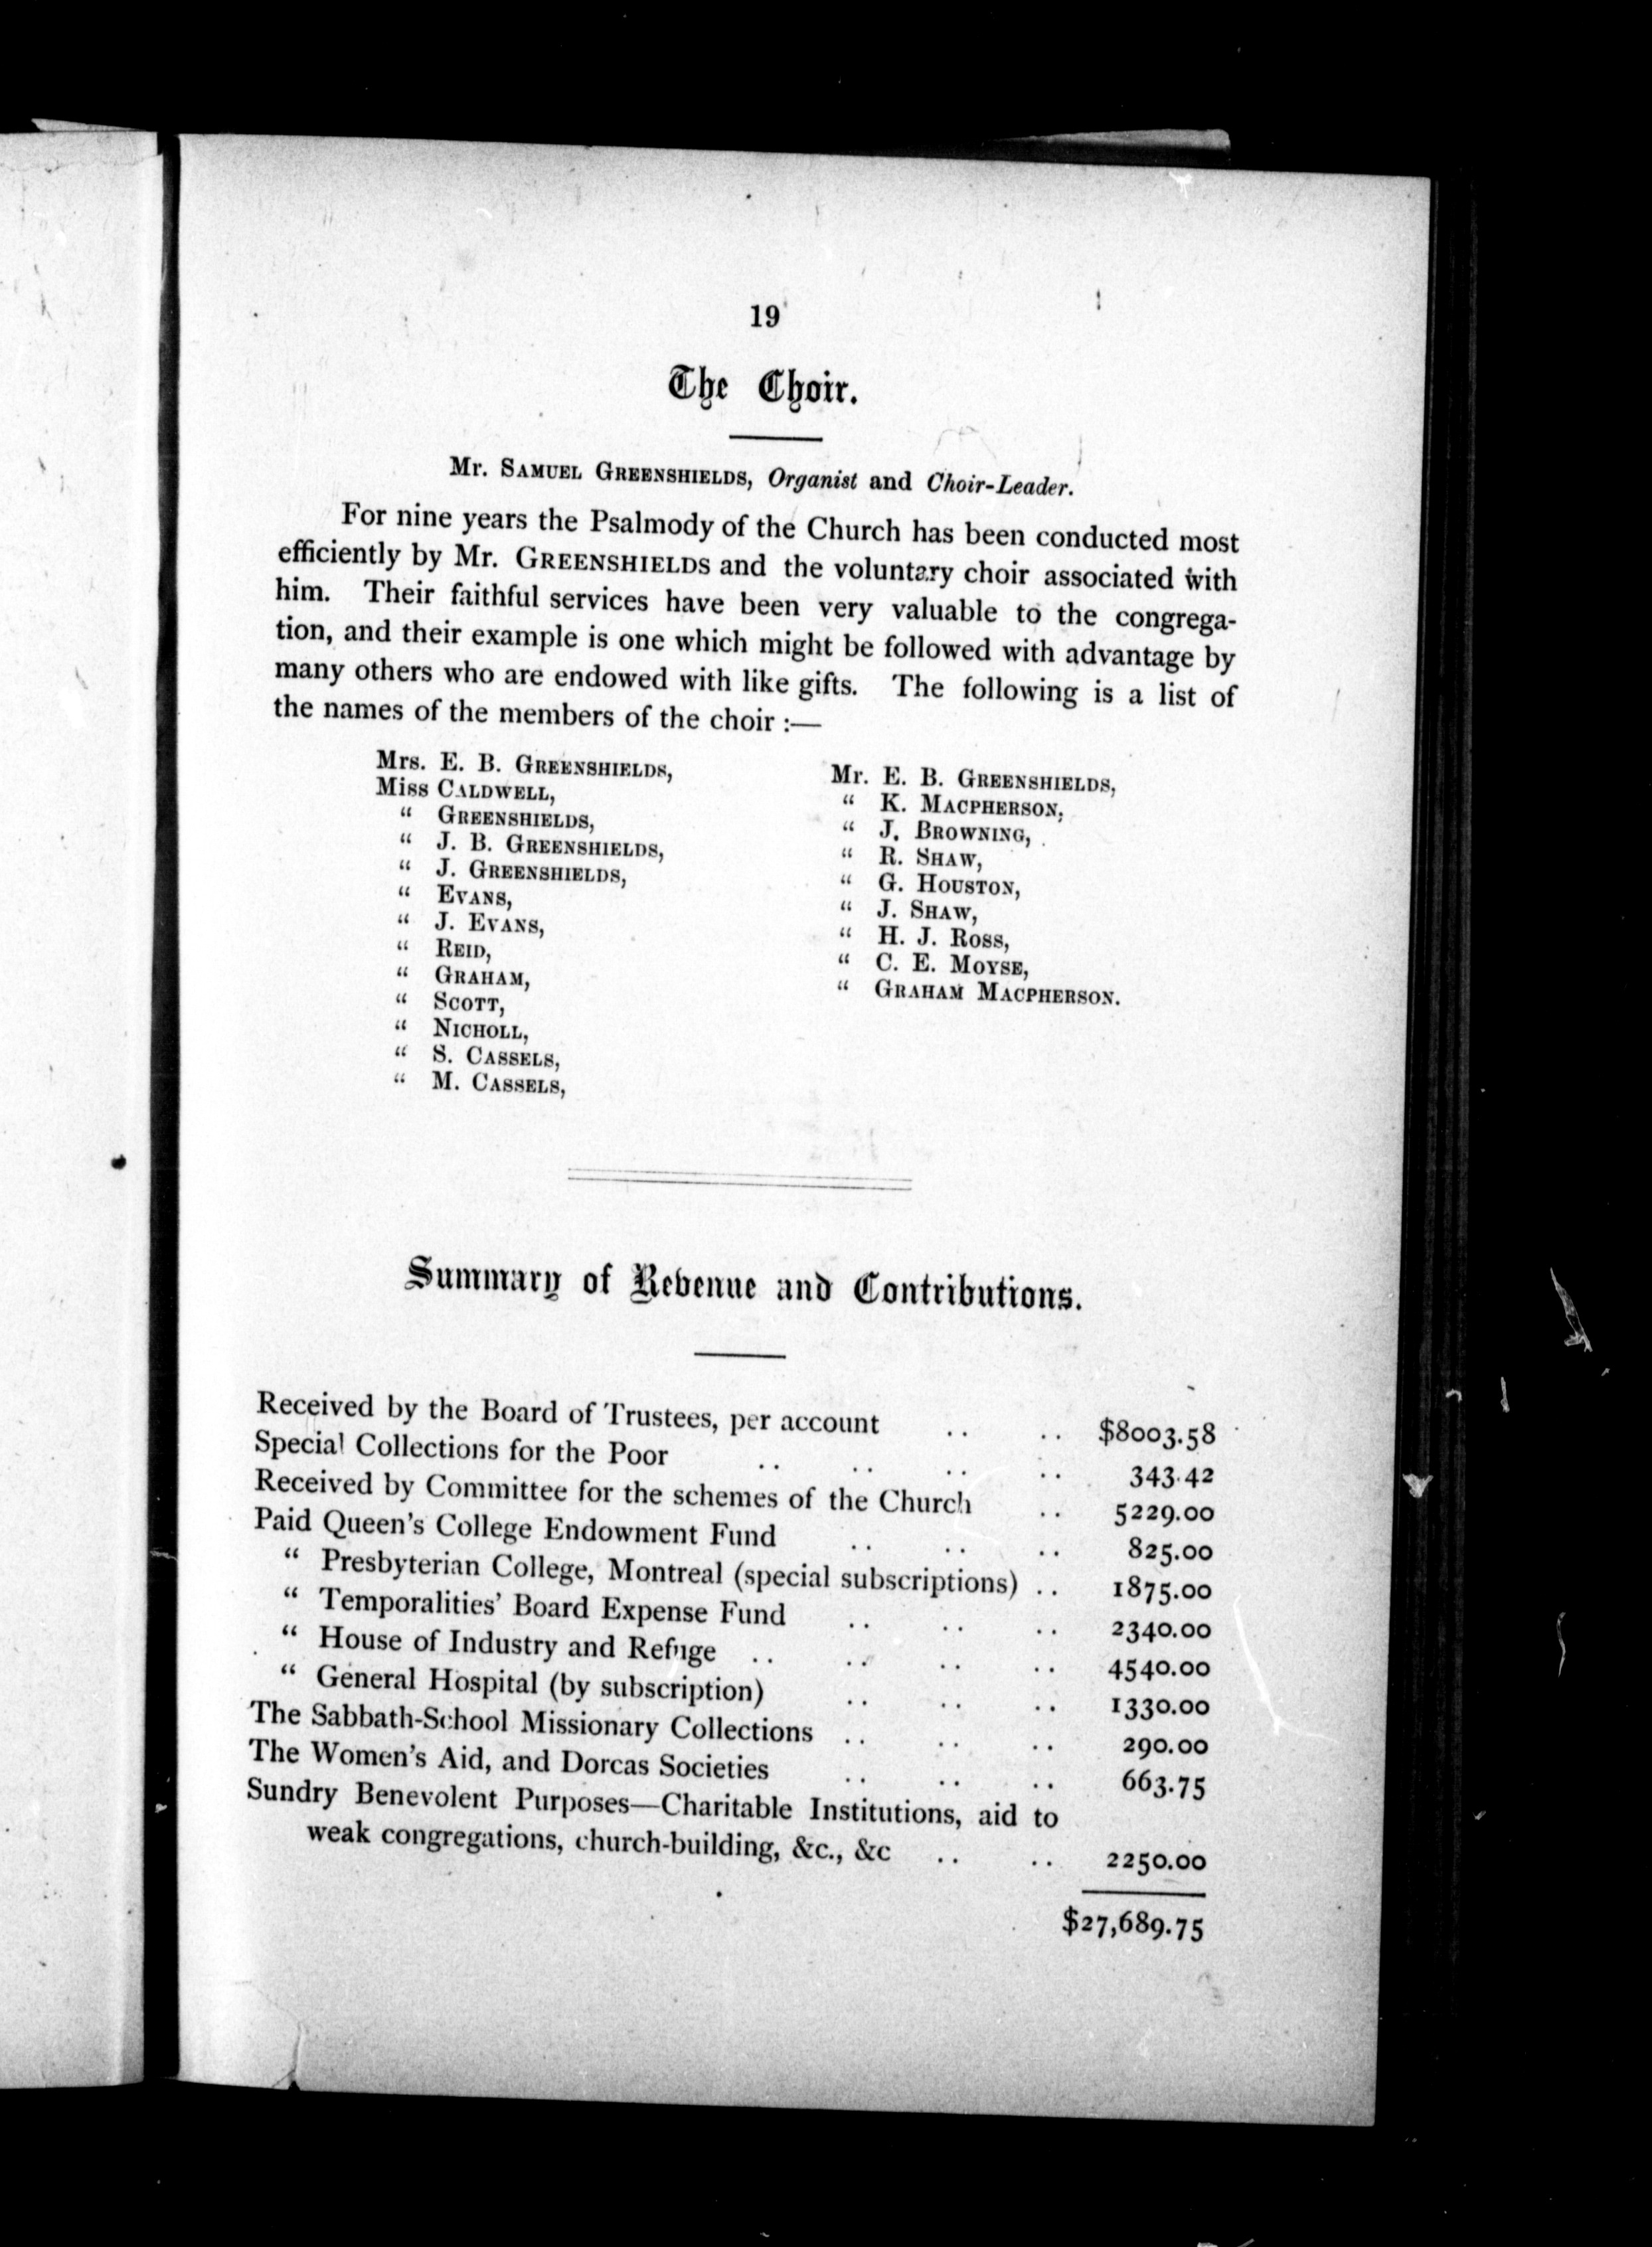 19
The Choir.
Mr. SAMUEL GREENSHIELDS, Organist and Choir-Leader.
For nine years the Psalmody of the Church has been conducted most
efficiently by Mr. GREENSHIELDS and the voluntary choir associated with
him. Their faithful services have been very valuable to the congrega-
tion, and their example is one which might be followed with advantage by
many others who are endowed with like gifts. The following is a list of
the names of the members of the choir :—
Mrs. E. B. GREENSHIELDS,
Miss CALDWELL,
“ GREENSHIELDS,
“ J. B. GREENSHIELDS,
“ J. GREENSHIELDS,
“ EVANS,
“ J. EVANS,
“ REID,
“ GRAHAM,
“ SCOTT,
“ NICHOLL,
“ S. CASSELS,
“ M. CASSELS,
Mr. E. B. GREENSHIELDS,
“ K. MACPHERSON,
“ J. BROWNING,
“ R. SHAW,
“ G. HOUSTON,
“ J. SHAW,
“ H. J. ROSS,
“ C. E. MOYSE,
“ GRAHAM MACPHERSON.
Summary of Revenue and Contributions.
Received by the Board of Trustees, per account .. .. $8003.58
Special Collections for the Poor .. .. .. .. 343.42
Received by Committee for the schemes of the Church .. 5229.00
Paid Queen's College Endowment Fund .. .. .. 825.00
“ Presbyterian College, Montreal (special subscriptions) .. 1875.00
“ Temporalities' Board Expense Fund .. .. .. 2340.00
“ House of Industry and Refuge .. .. .. .. 4540.00
“ General Hospital (by subscription) .. .. .. 1330.00
The Sabbath-School Missionary Collections .. .. .. 290.00
The Women's Aid, and Dorcas Societies .. .. .. 663.75
Sundry Benevolent Purposes—Charitable Institutions, aid to
weak congregations, church-building, &c., &c .. .. 2250.00
$27,689.75